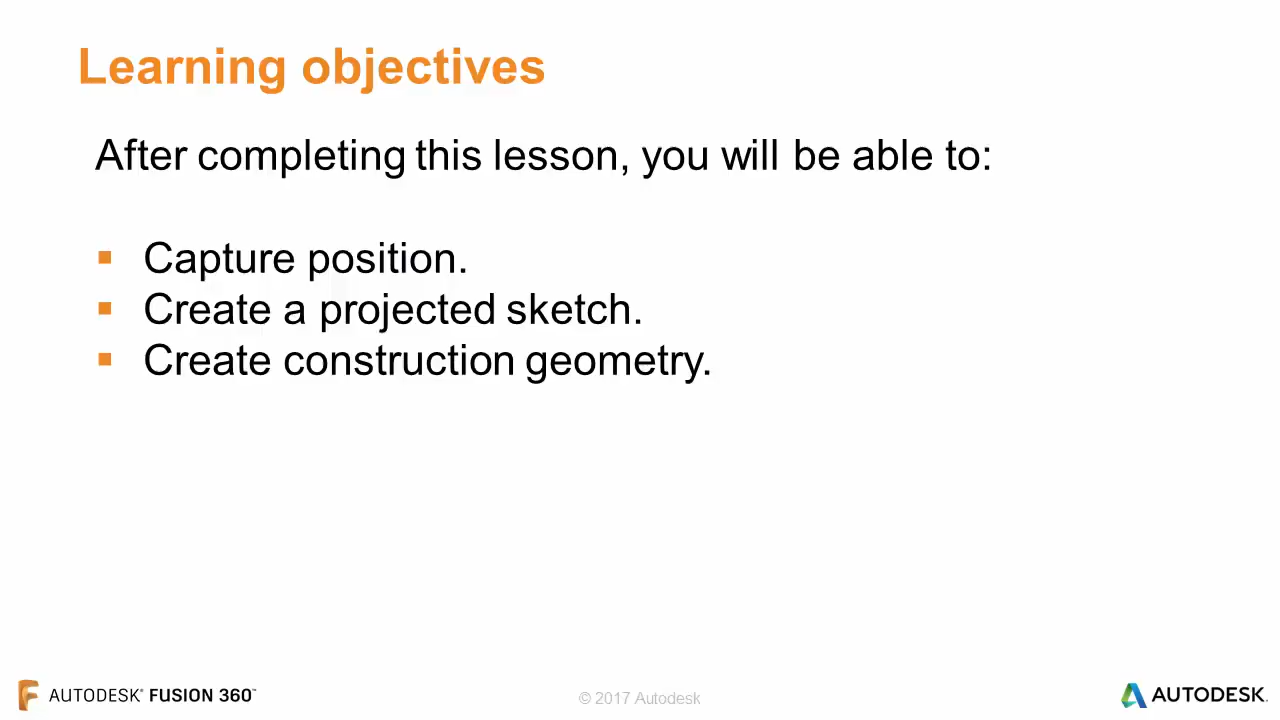 Learning objectives
After completing this lesson, you will be able to:
▪ Capture position.
▪ Create a projected sketch.
▪ Create construction geometry.
AUTODESK® FUSION 360™
© 2017 Autodesk
AUTODESK.